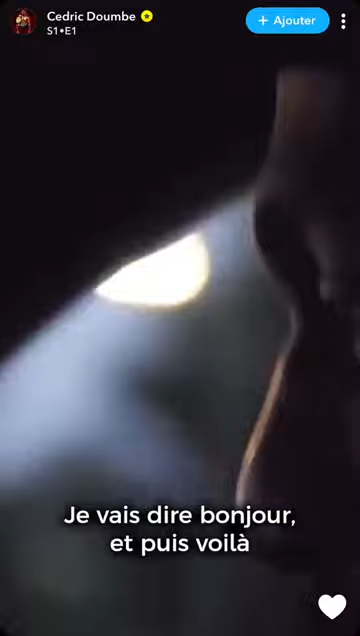 Cedric Doumbe
S1•E1
+ Ajouter
Je vais dire bonjour,
et puis voilà